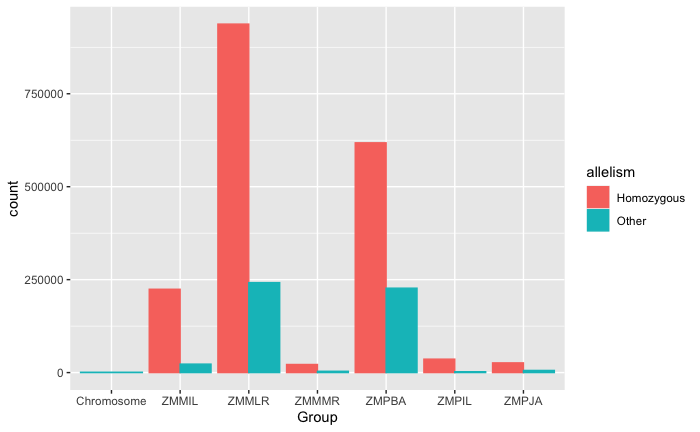 count
750000
500000
250000
0
Chromosome ZMMIL ZMMLR ZMMMR ZMPBA ZMPIL ZMPJA
Group
allelism
Homozygous
Other